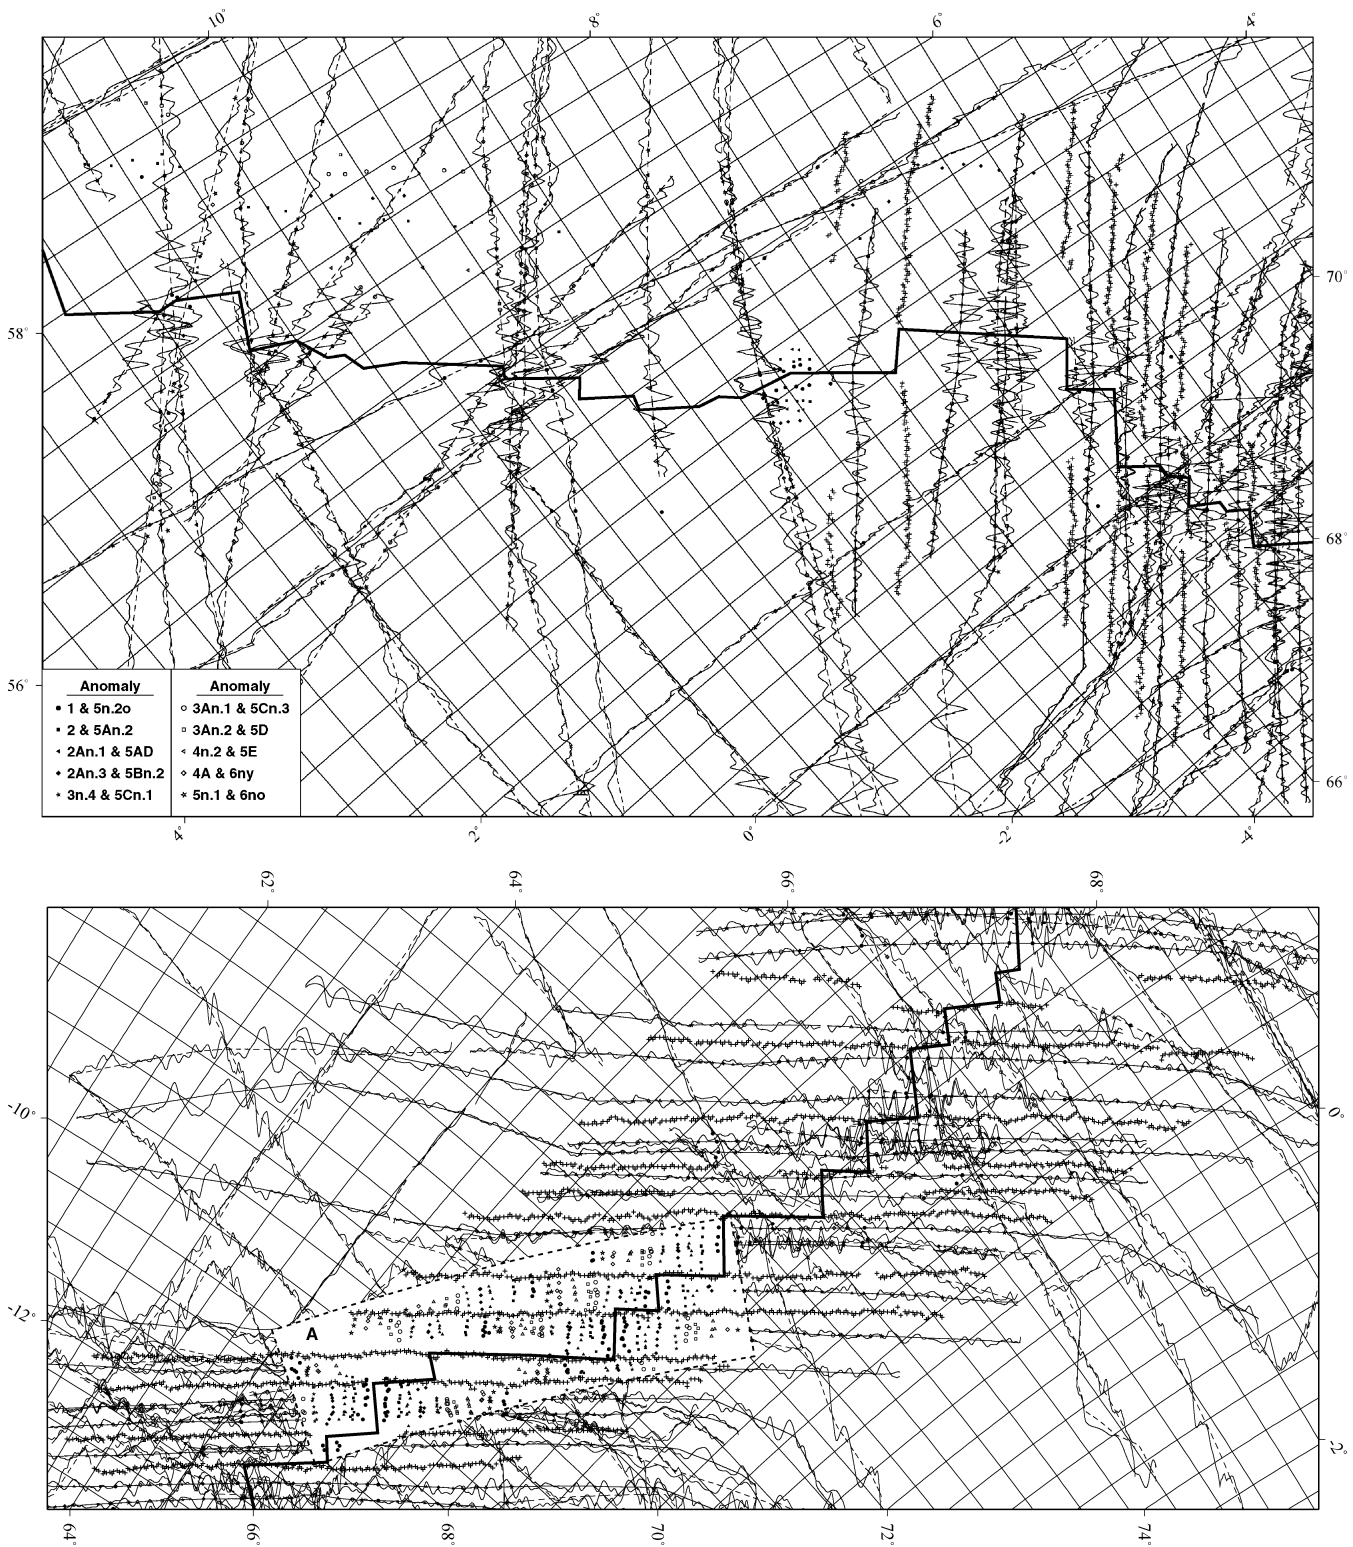 10° 8° 6° 4°
70°
58°
68°
56°
66°
Anomaly Anomaly
1 & 5n.2o 3An.1 & 5Cn.3
2 & 5An.2 3An.2 & 5D
2An.1 & 5AD 4n.2 & 5E
2An.3 & 5Bn.2 4A & 6ny
3n.4 & 5Cn.1 5n.1 & 6no
4° 2° 0° -2° -4°
62° 64° 66° 68°
-10° 0°
-12°
A
-2°
64° 66° 68° 70° 72° 74°